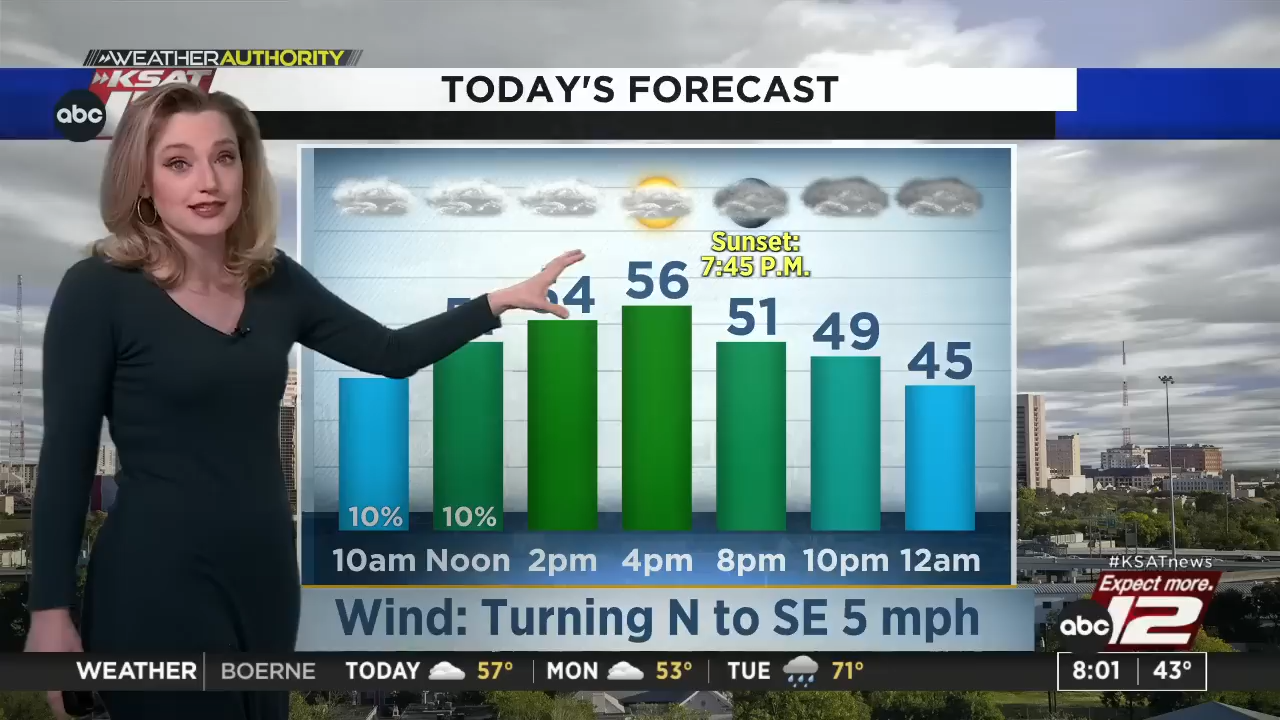 WEATHER AUTHORITY
KSAT
abc
TODAY'S FORECAST
Sunset:
7:45 P.M.
54 56 51 49 45
10% 10%
10am Noon 2pm 4pm 8pm 10pm 12am
Wind: Turning N to SE 5 mph
#KSATnews
Expect more.
abc 12
WEATHER BOERNE TODAY 57° MON 53° TUE 71° 8:01 43°